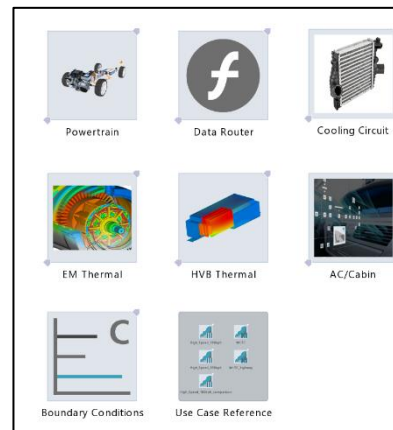 f
Powertrain
Data Router
Cooling Circuit
EM Thermal
HVB Thermal
AC/Cabin
C
Boundary Conditions
Use Case Reference